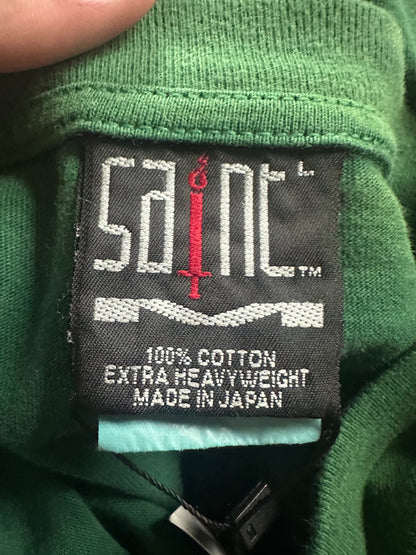 saint L
TM
100% COTTON
EXTRA HEAVYWEIGHT
MADE IN JAPAN